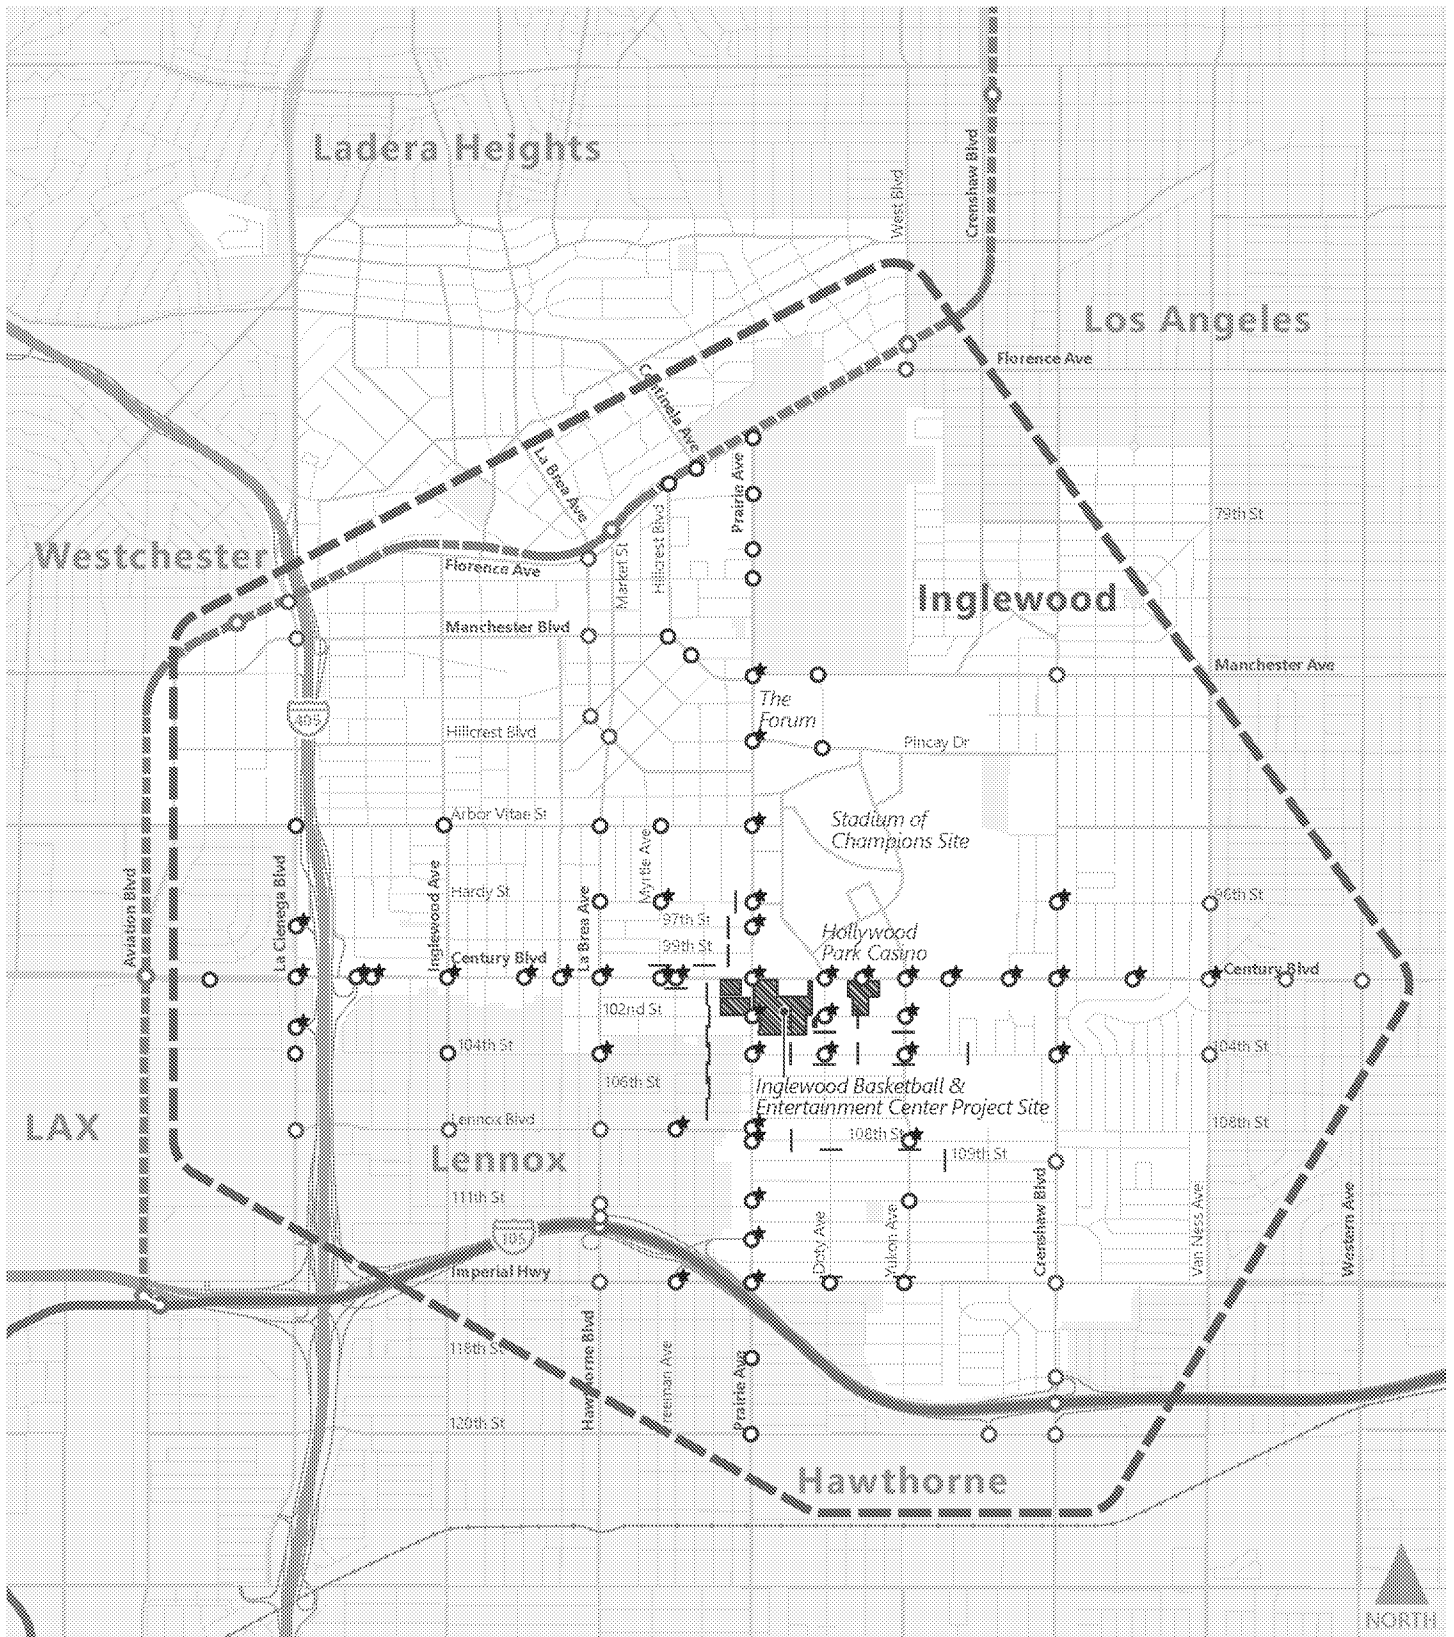 Crenshaw Blvd
Ladera Heights
West Blvd
Los Angeles
Florence Ave
Centinela Ave
La Brea Ave
Prairie Ave
79th St
Westchester
Hillcrest Blvd
Market St
Florence Ave
Inglewood
Manchester Blvd
Manchester Ave
The
Forum
405
Hillcrest Blvd
Pincay Dr
Arbor Vitae St
Stadium of
Champions Site
Myrtle Ave
Aviation Blvd
La Cienega Blvd
Inglewood Ave
Hardy St
La Brea Ave
96th St
97th St
Hollywood
Park Casino
99th St
Century Blvd
Century Blvd
102nd St
104th St
104th St
106th St
Inglewood Basketball &
Entertainment Center Project Site
LAX
Lennox Blvd
108th St
108th St
Lennox
109th St
111th St
Crenshaw Blvd
Doty Ave
Yukon Ave
Van Ness Ave
Western Ave
105
Imperial Hwy
Hawthorne Blvd
118th St
Freeman Ave
Prairie Ave
120th St
Hawthorne
NORTH